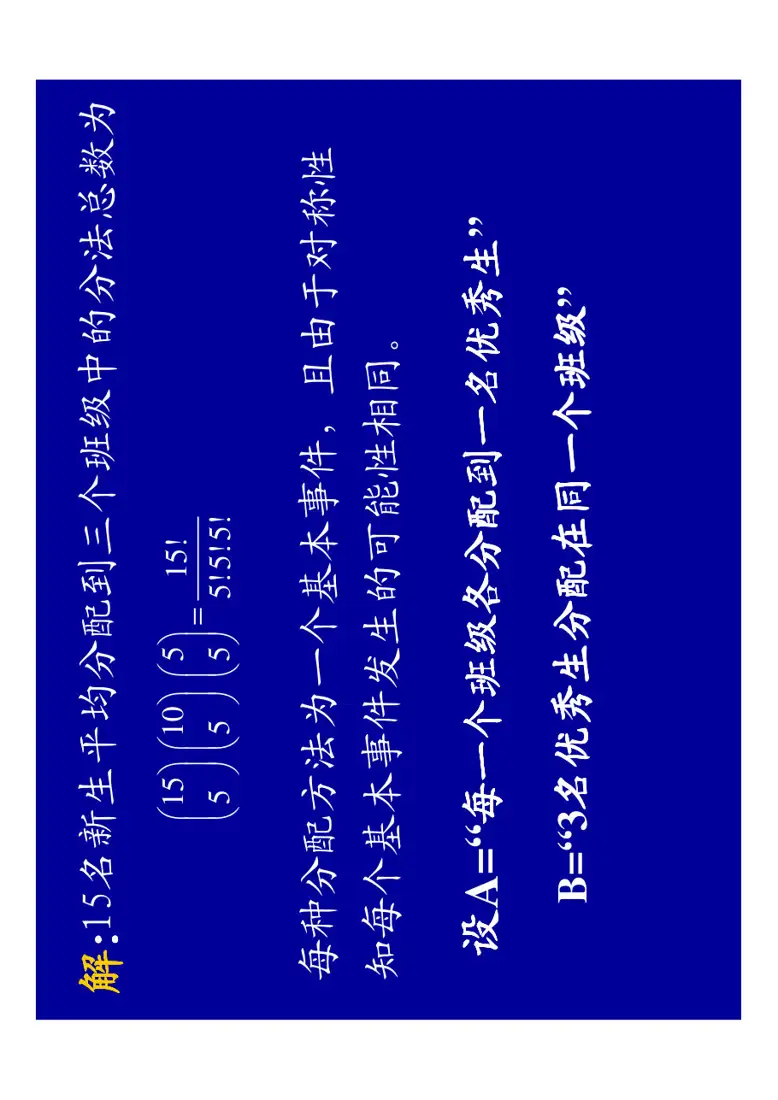 解:15名新生平均分配到三个班级中的分法总数为
$\binom{15}{5}\binom{10}{5}\binom{5}{5}=\frac{15!}{5!5!5!}$
每种分配方法为一个基本事件，且由于对称性
知每个基本事件发生的可能性相同。
设A=“每一个班级各分配到一名优秀生”
B=“3名优秀生分配在同一个班级”